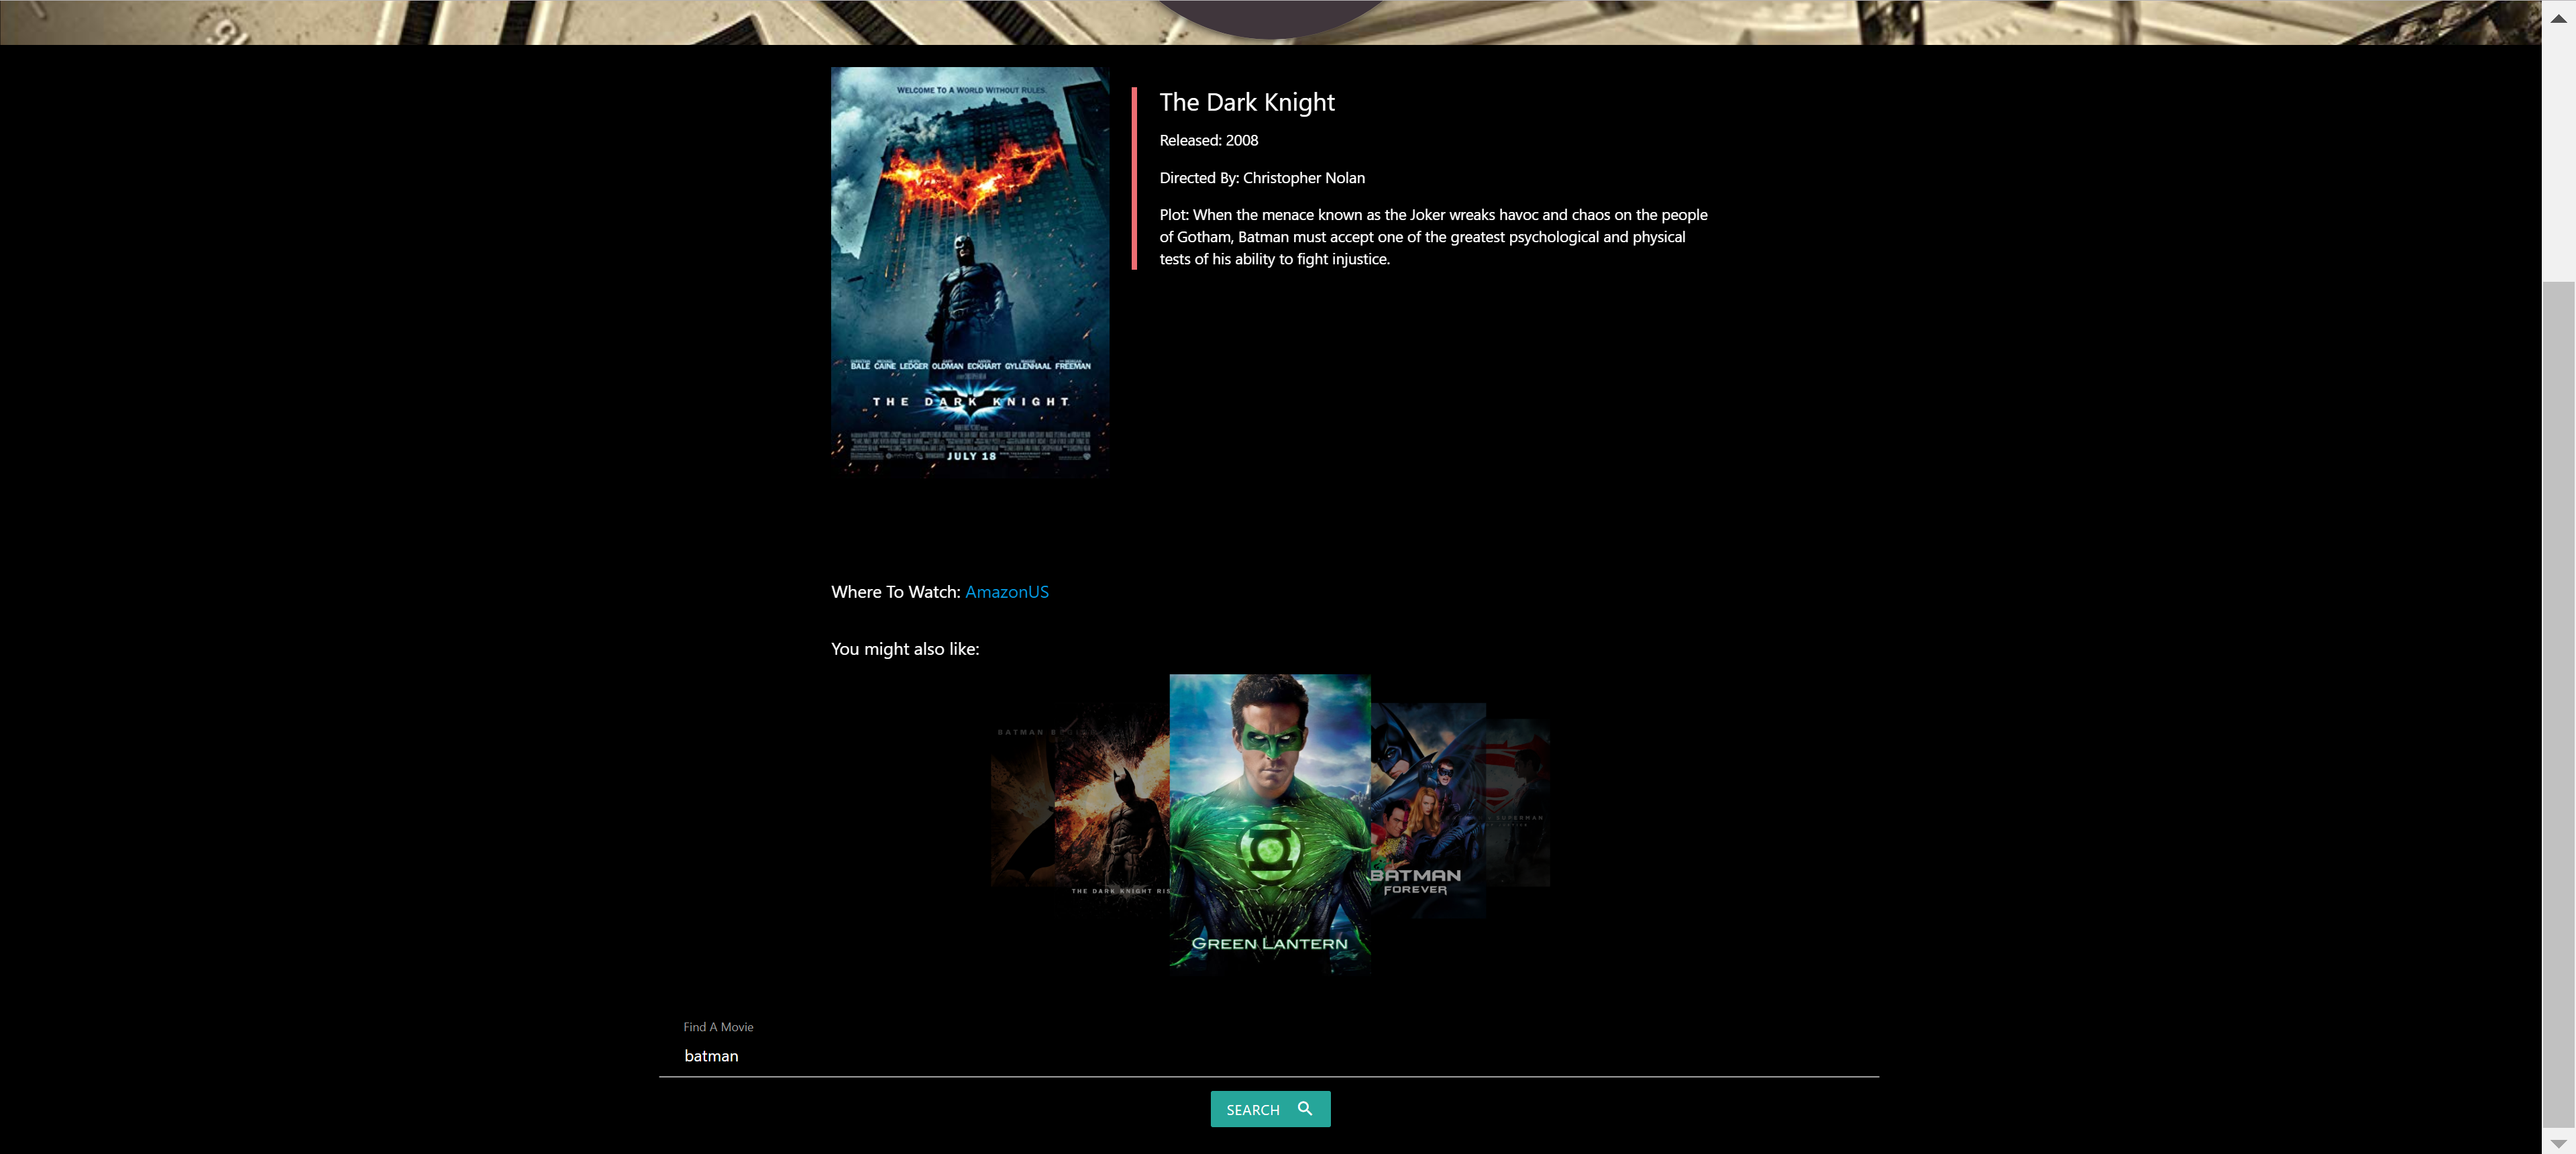 WELCOME TO A WORLD WITHOUT RULES.
The Dark Knight
Released: 2008
Directed By: Christopher Nolan
Plot: When the menace known as the Joker wreaks havoc and chaos on the people
of Gotham, Batman must accept one of the greatest psychological and physical
tests of his ability to fight injustice.
BALE CAINE LEDGER OLDMAN ECKHART GYLLENHAAL FREEMAN
THE DARK KNIGHT
JULY 18
Where To Watch: AmazonUS
You might also like:
BATMAN B
THE DARK KNIGHT RIS
GREEN LANTERN
BATMAN
FOREVER
SUPERMAN
Find A Movie
batman
SEARCH